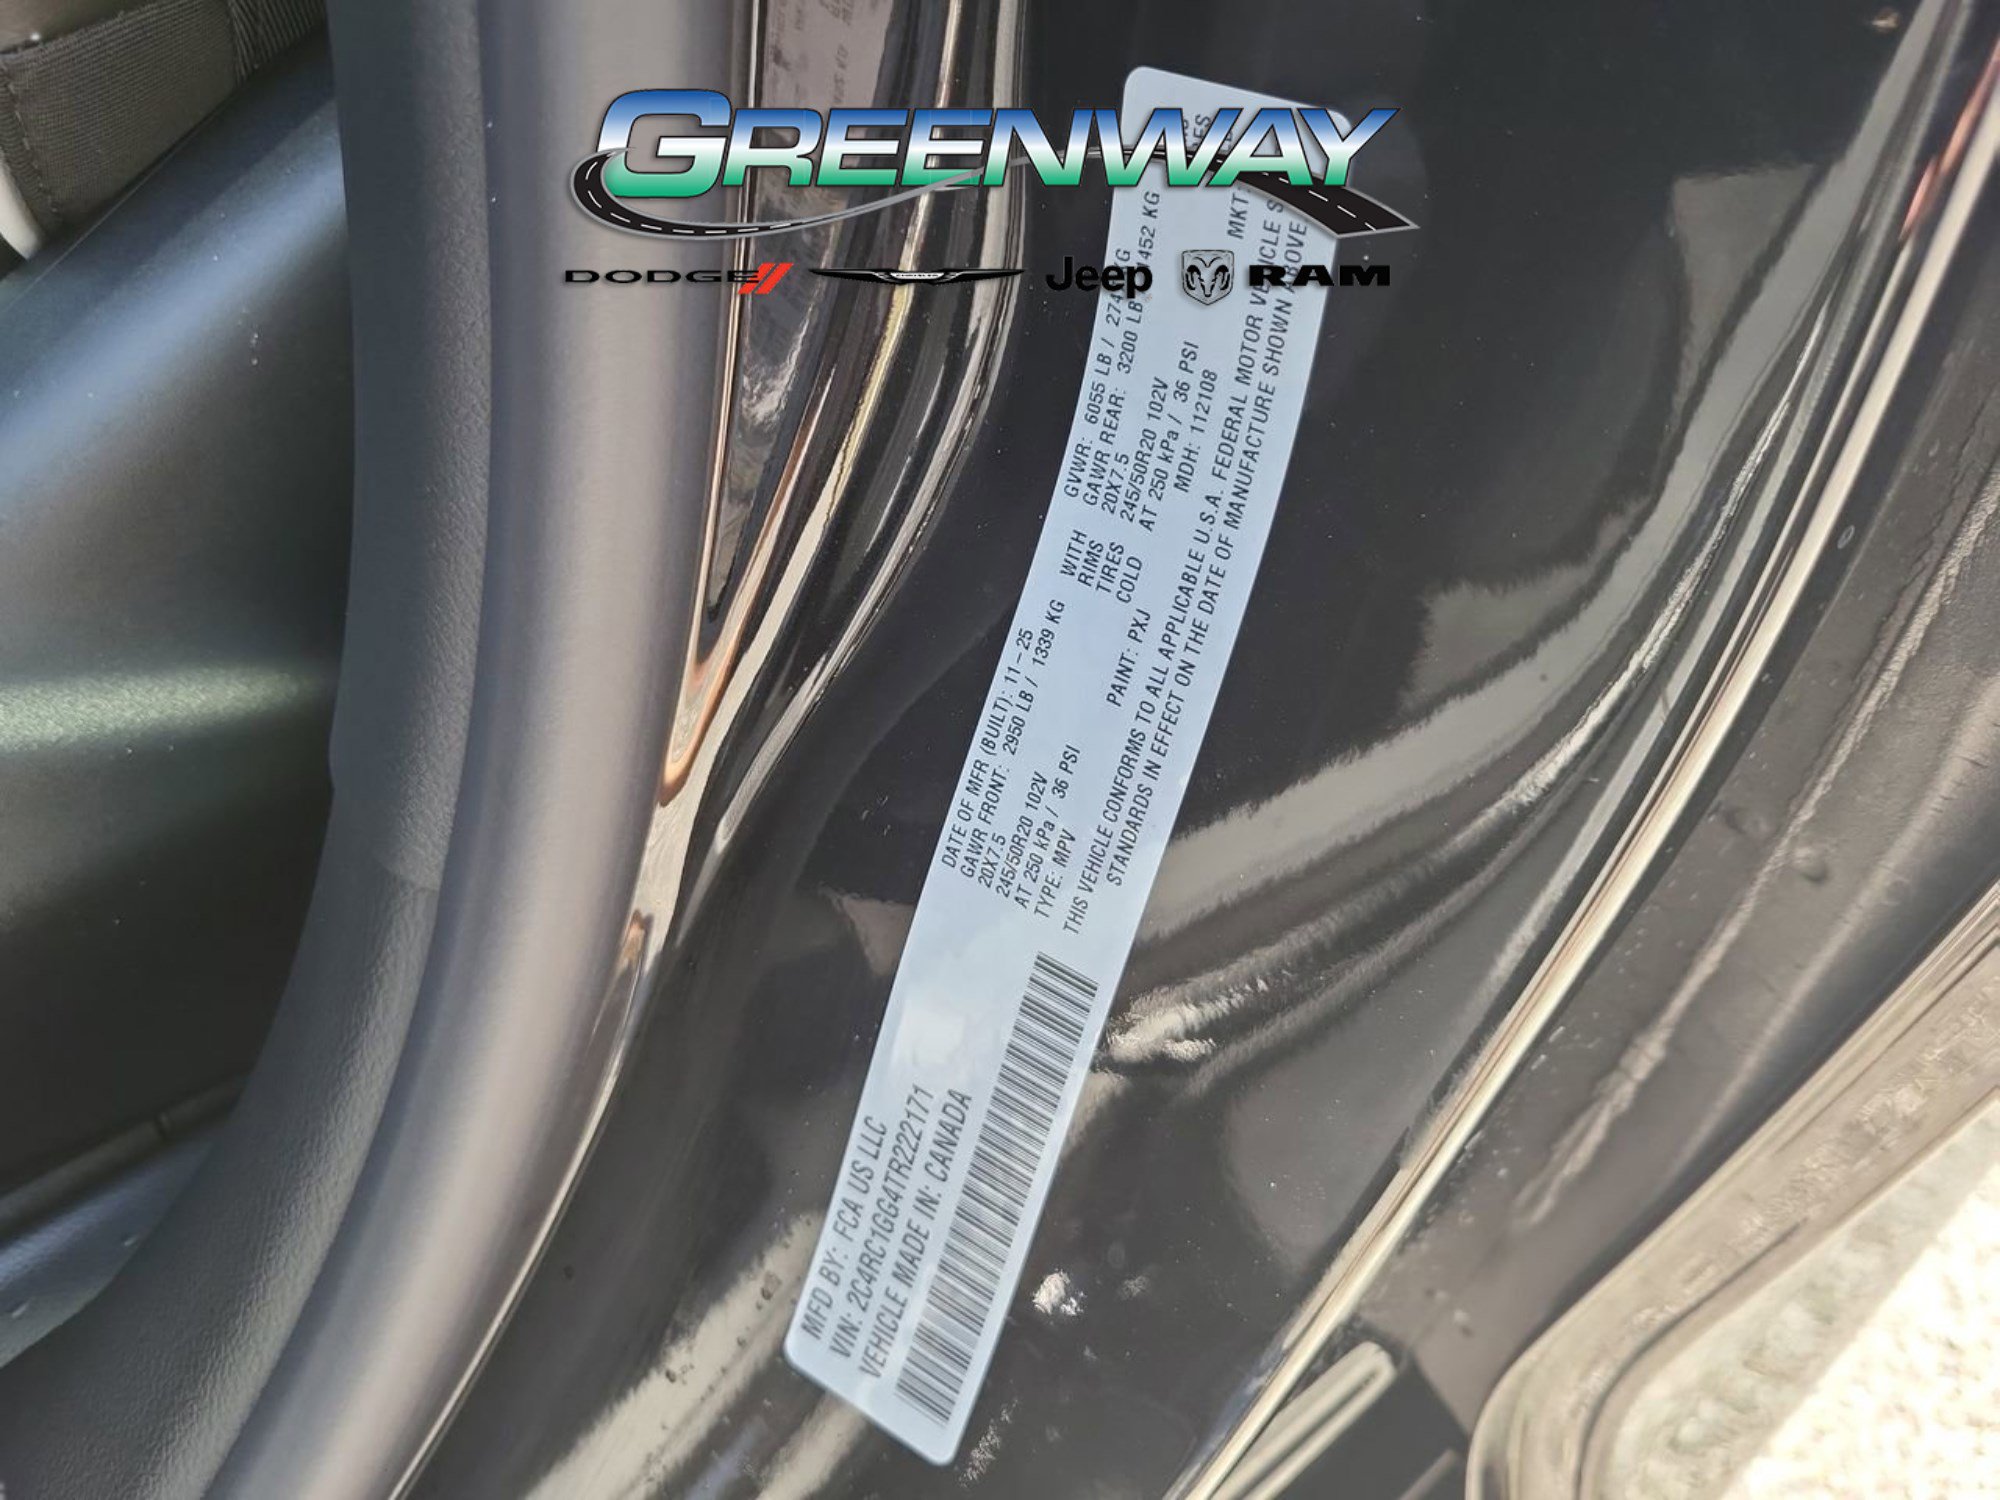 GREENWAY
DODGE CHRYSLER Jeep RAM
MFD BY: FCA US LLC
VIN: 2C4RC1GG4TR222171
VEHICLE MADE IN: CANADA
DATE OF MFR (BUILT): 11-25 GVWR: 6055 LB /
GAWR FRONT: 2950 LB / 1339 KG WITH GAWR REAR: 3200 LB 1452 KG
20X7.5 RIMS 20X7.5
245/50R20 102V TIRES 245/50R20 102V
AT 250 kPa / 36 PSI COLD AT 250 kPa / 36 PSI
TYPE: MPV PAINT: PXJ MDH: 112108 MKT:
THIS VEHICLE CONFORMS TO ALL APPLICABLE U.S.A. FEDERAL MOTOR VEHICLE
STANDARDS IN EFFECT ON THE DATE OF MANUFACTURE SHOWN ABOVE